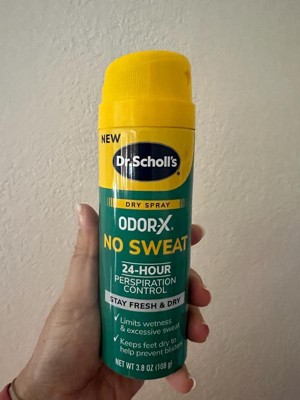 NEW
Dr. Scholl's
DRY SPRAY
ODOR-X®
NO SWEAT
24-HOUR
PERSPIRATION
CONTROL
STAY FRESH & DRY
✓ Limits wetness
& excessive sweat
✓ Keeps feet dry to
help prevent blisters
NET WT 3.8 OZ (108 g)